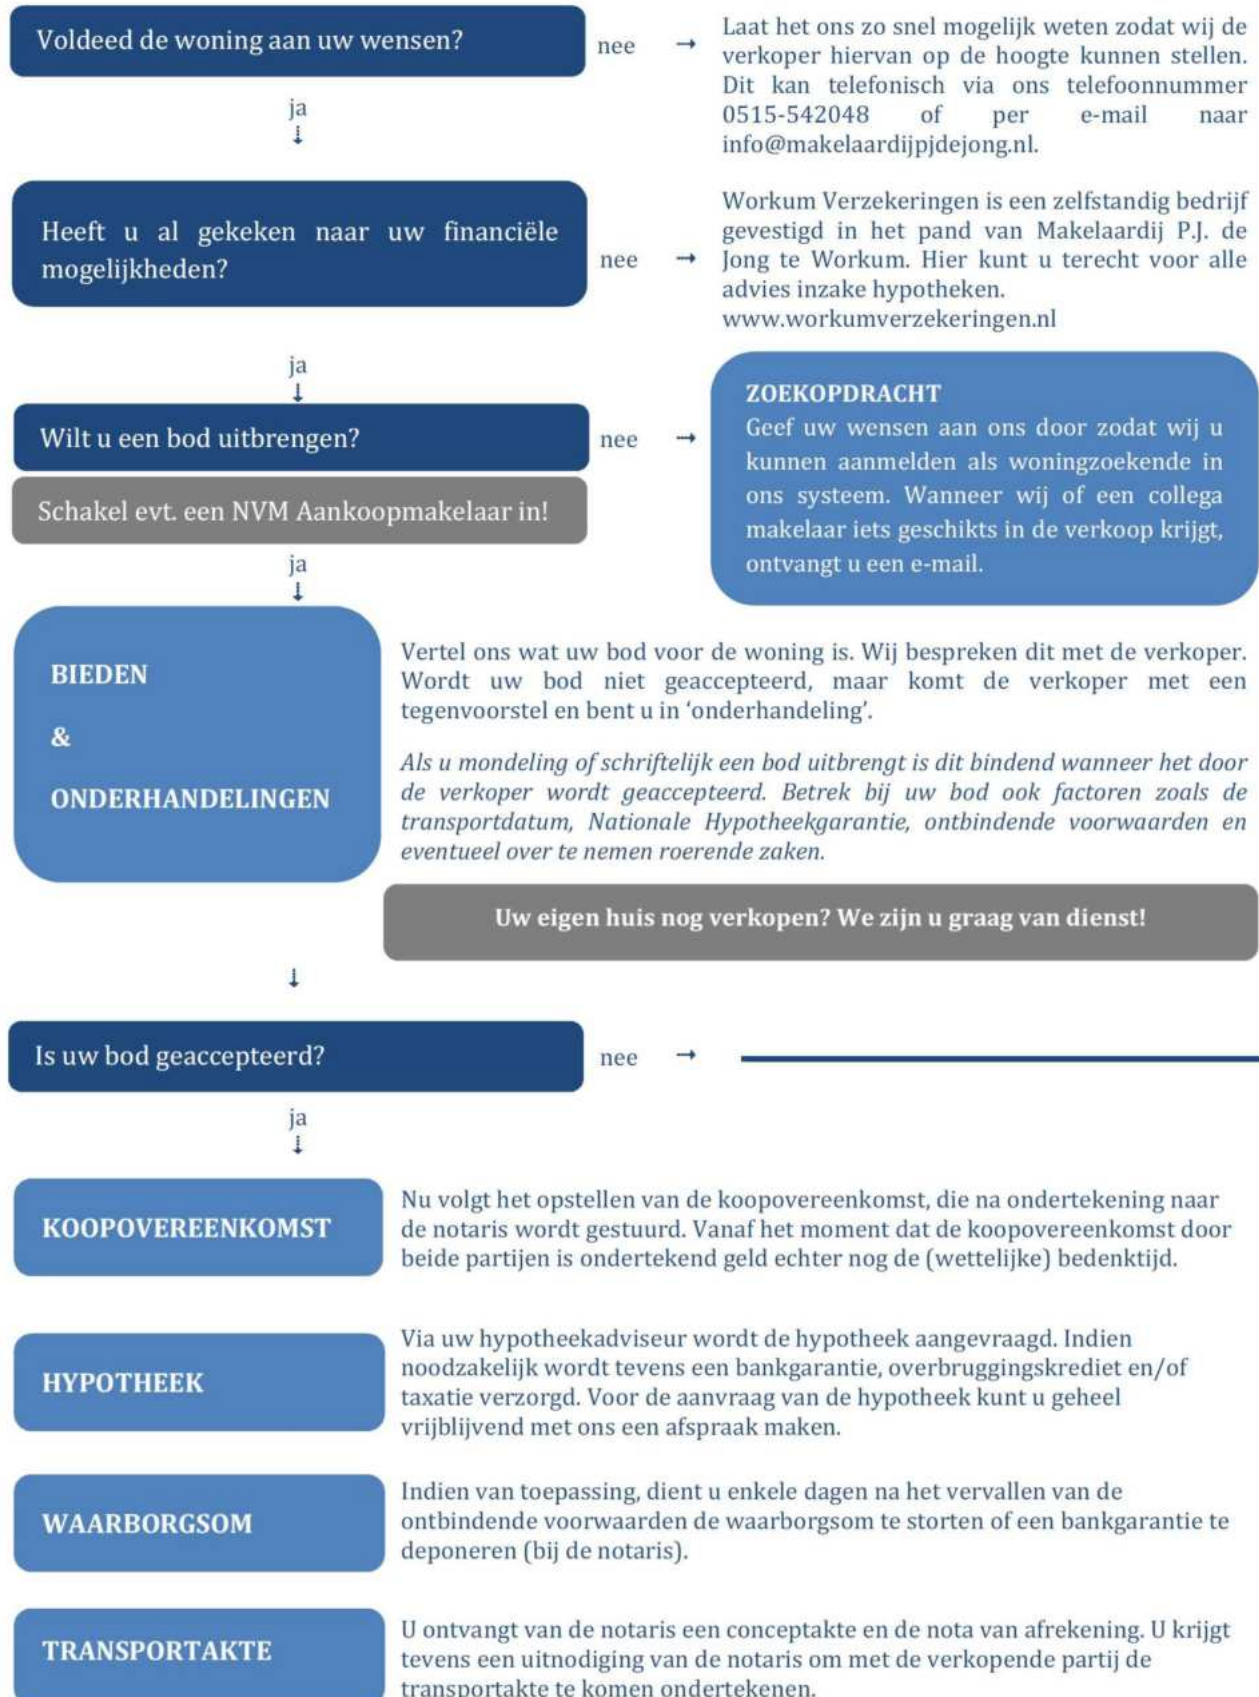 Voldeed de woning aan uw wensen?
nee →
Laat het ons zo snel mogelijk weten zodat wij de
verkoper hiervan op de hoogte kunnen stellen.
Dit kan telefonisch via ons telefoonnummer
0515-542048 of per e-mail naar
info@makelaardijpjdejong.nl.
ja
↓
Heeft u al gekeken naar uw financiële
mogelijkheden?
nee →
Workum Verzekeringen is een zelfstandig bedrijf
gevestigd in het pand van Makelaardij P.J. de
Jong te Workum. Hier kunt u terecht voor alle
advies inzake hypotheken.
www.workumverzekeringen.nl
ja
↓
Wilt u een bod uitbrengen?
nee →
Schakel evt. een NVM Aankoopmakelaar in!
ZOEKOPDRACHT
Geef uw wensen aan ons door zodat wij u
kunnen aanmelden als woningzoekende in
ons systeem. Wanneer wij of een collega
makelaar iets geschikts in de verkoop krijgt,
ontvangt u een e-mail.
ja
↓
BIEDEN
&
ONDERHANDELINGEN
Vertel ons wat uw bod voor de woning is. Wij bespreken dit met de verkoper.
Wordt uw bod niet geaccepteerd, maar komt de verkoper met een
tegenvoorstel en bent u in ‘onderhandeling’.
Als u mondeling of schriftelijk een bod uitbrengt is dit bindend wanneer het door
de verkoper wordt geaccepteerd. Betrek bij uw bod ook factoren zoals de
transportdatum, Nationale Hypotheekgarantie, ontbindende voorwaarden en
eventueel over te nemen roerende zaken.
Uw eigen huis nog verkopen? We zijn u graag van dienst!
↓
Is uw bod geaccepteerd?
nee →
ja
↓
KOOPOVEREENKOMST
Nu volgt het opstellen van de koopovereenkomst, die na ondertekening naar
de notaris wordt gestuurd. Vanaf het moment dat de koopovereenkomst door
beide partijen is ondertekend geld echter nog de (wettelijke) bedenktijd.
HYPOTHEEK
Via uw hypotheekadviseur wordt de hypotheek aangevraagd. Indien
noodzakelijk wordt tevens een bankgarantie, overbruggingskrediet en/of
taxatie verzorgd. Voor de aanvraag van de hypotheek kunt u geheel
vrijblijvend met ons een afspraak maken.
WAARBORGSOM
Indien van toepassing, dient u enkele dagen na het vervallen van de
ontbindende voorwaarden de waarborgsom te storten of een bankgarantie te
deponeren (bij de notaris).
TRANSPORTAKTE
U ontvangt van de notaris een conceptakte en de nota van afrekening. U krijgt
tevens een uitnodiging van de notaris om met de verkopende partij de
transportakte te komen ondertekenen.